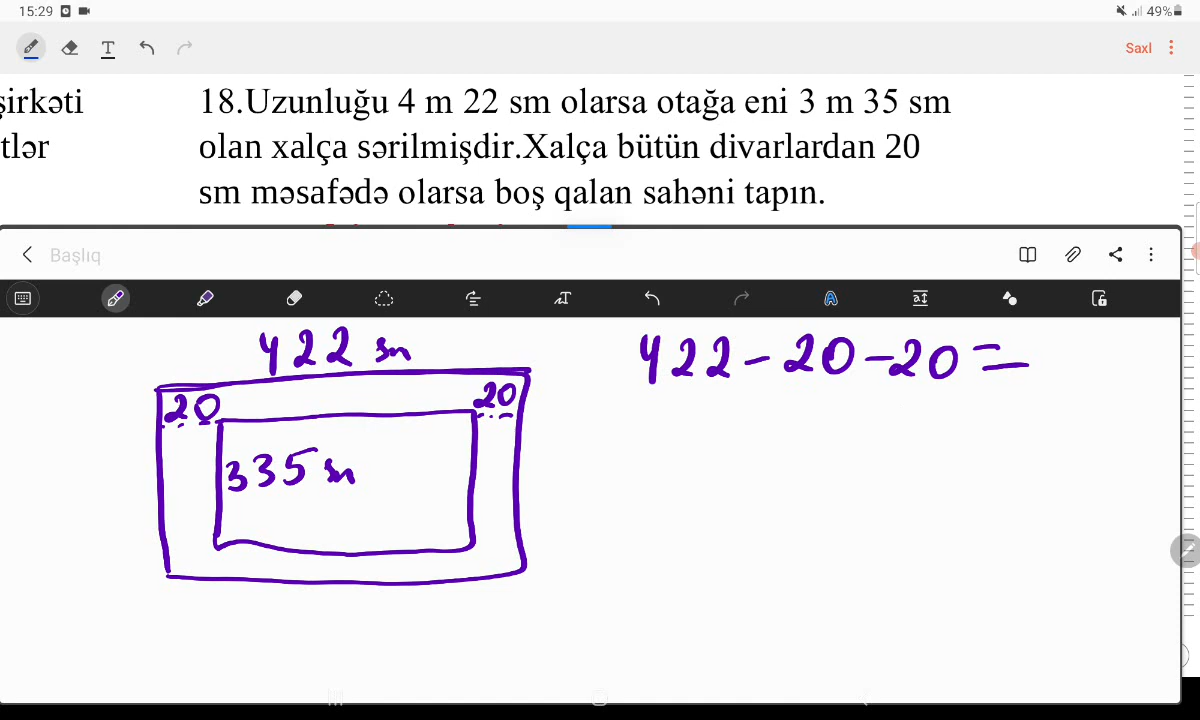 15:29
49%
Saxl
şirkəti
tlər
18.Uzunluğu 4 m 22 sm olarsa otağa eni 3 m 35 sm
olan xalça sərilmişdir.Xalça bütün divarlardan 20
sm məsafədə olarsa boş qalan sahəni tapın.
Başlıq
422 sm
422-20-20=
20 20
335 sm